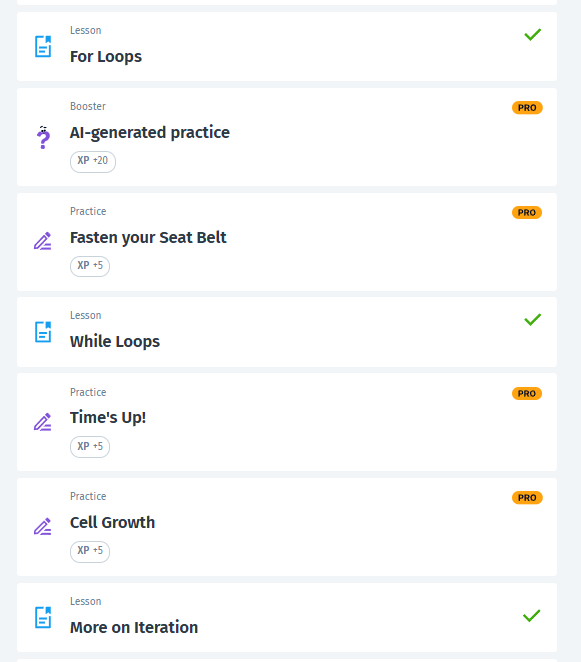 Lesson
For Loops
Booster
PRO
AI-generated practice
XP +20
Practice
PRO
Fasten your Seat Belt
XP +5
Lesson
While Loops
Practice
PRO
Time's Up!
XP +5
Practice
PRO
Cell Growth
XP +5
Lesson
More on Iteration